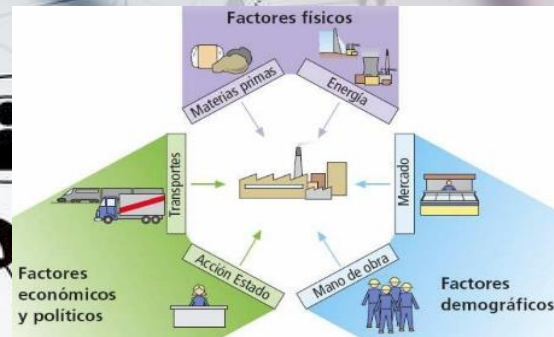 Factores físicos
Materias primas
Energía
Transportes
Mercado
Acción Estado
Mano de obra
Factores
económicos
y políticos
Factores
demográficos